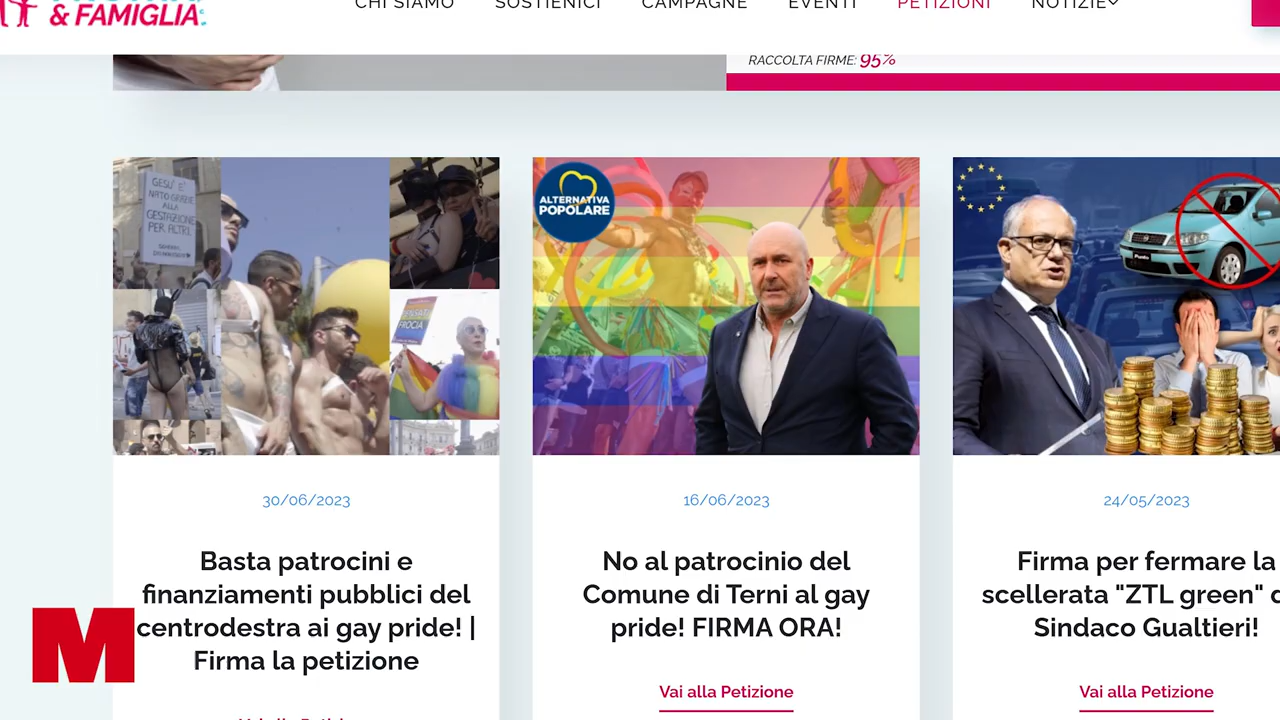 & FAMIGLIA
CHI SIAMO
SOSTIENICI
CAMPAGNE
EVENTI
PETIZIONI
NOTIZIE
RACCOLTA FIRME: 95%
GESÙ E'
NATO GRAZIE
ALLA
GESTAZIONE
PER ALTRI
FROCIA
ALTERNATIVA
POPOLARE
Punto
30/06/2023
Basta patrocini e
finanziamenti pubblici del
centrodestra ai gay pride! |
Firma la petizione
16/06/2023
No al patrocinio del
Comune di Terni al gay
pride! FIRMA ORA!
Vai alla Petizione
24/05/2023
Firma per fermare la
scellerata "ZTL green" d
Sindaco Gualtieri!
Vai alla Petizione
M